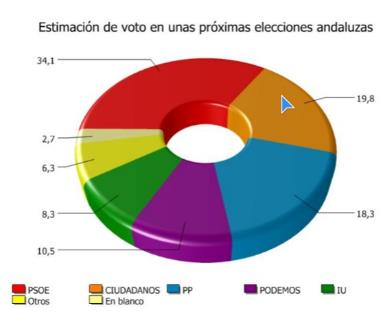 Estimación de voto en unas próximas elecciones andaluzas
34,1
19,8
2,7
6,3
8,3
18,3
10,5
PSOE CIUDADANOS PP PODEMOS IU
Otros En blanco